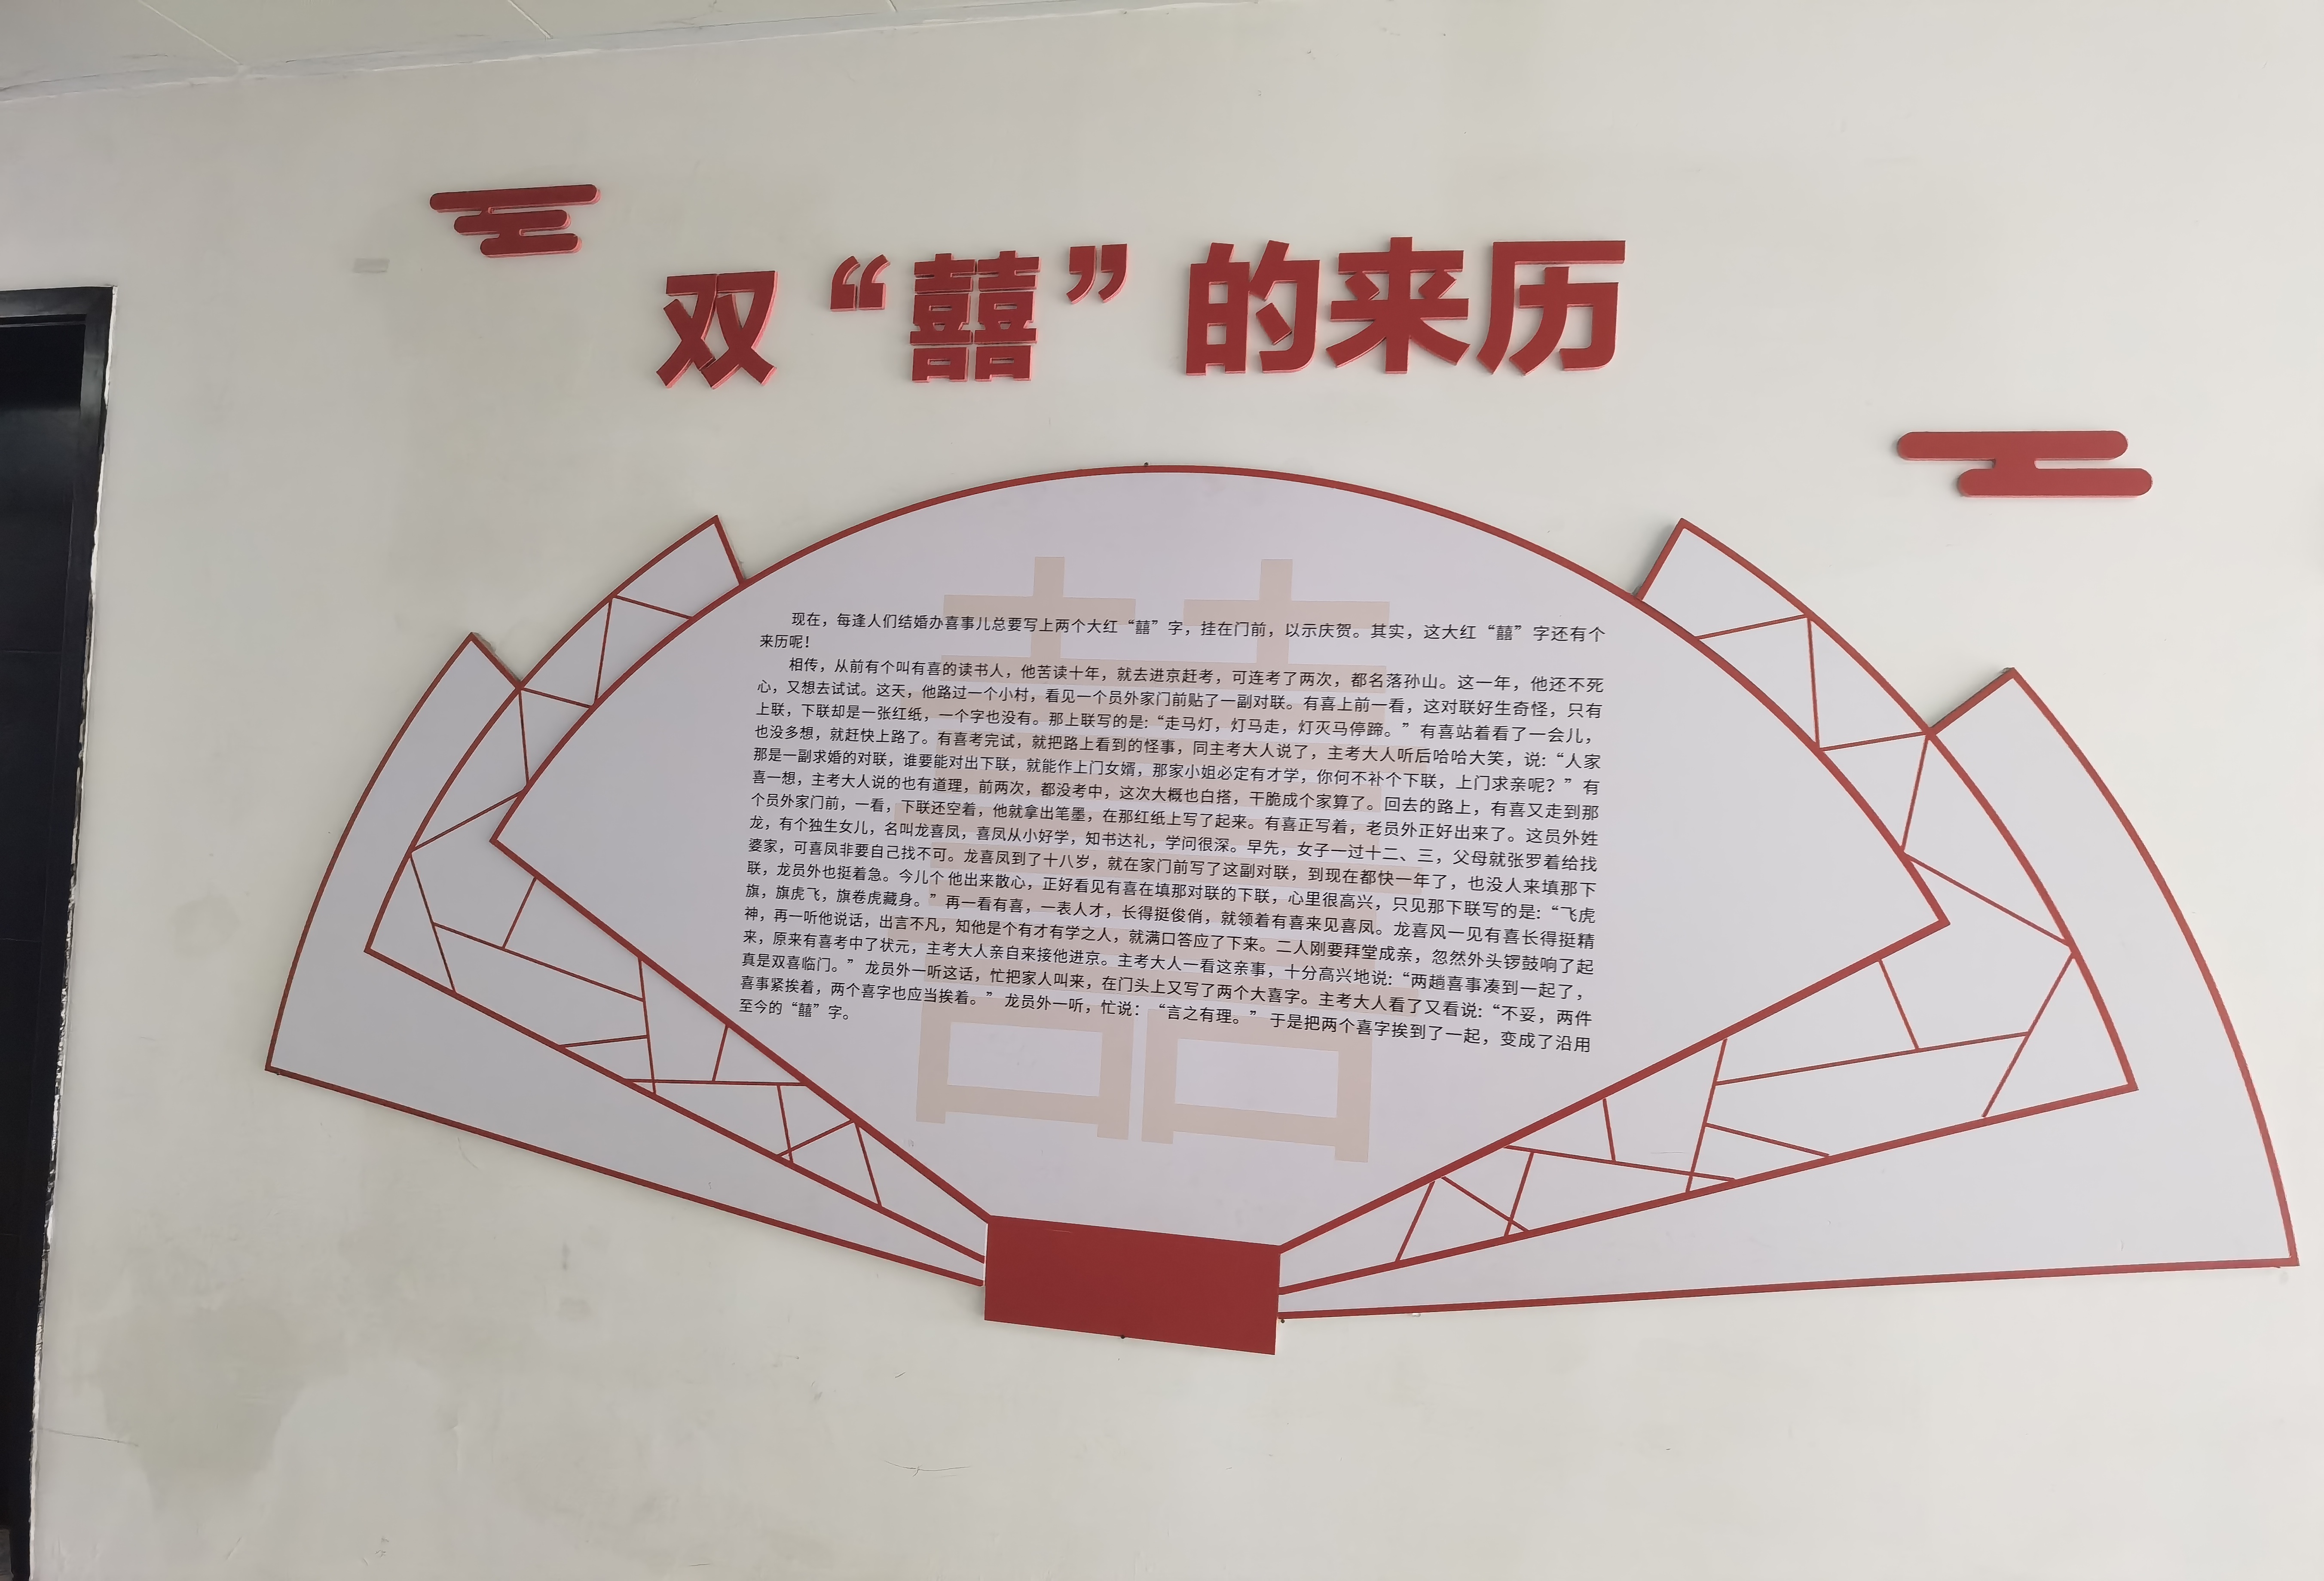 双“囍”的来历
现在，每逢人们结婚办喜事儿总要写上两个大红“囍”字，挂在门前，以示庆贺。其实，这大红“囍”字还有个
来历呢！
相传，从前有个叫有喜的读书人，他苦读十年，就去进京赶考，可连考了两次，都名落孙山。这一年，他还不死
心，又想去试试。这天，他路过一个小村，看见一个员外家门前贴了一副对联。有喜上前一看，这对联好生奇怪，只有
上联，下联却是一张红纸，一个字也没有。那上联写的是：“走马灯，灯马走，灯灭马停蹄。”有喜站着看了一会儿，
也没多想，就赶快上路了。有喜考完试，就把路上看到的怪事，同主考大人说了，主考大人听后哈哈大笑，说：“人家
那是一副求婚的对联，谁要能对出下联，就能作上门女婿，那家小姐必定有才学，你何不补个下联，上门求亲呢？”有
喜一想，主考大人说的也有道理，前两次，都没考中，这次大概也白搭，干脆成个家算了。回去的路上，有喜又走到那
个员外家门前，一看，下联还空着，他就拿出笔墨，在那红纸上写了起来。有喜正写着，老员外正好出来了。这员外姓
龙，有个独生女儿，名叫龙喜凤，喜凤从小好学，知书达礼，学问很深。早先，女子一过十二、三，父母就张罗着给找
婆家，可喜凤非要自己找不可。龙喜凤到了十八岁，就在家门前写了这副对联，到现在都快一年了，也没人来填那下
联，龙员外也挺着急。今儿个他出来散心，正好看见有喜在填那对联的下联，心里很高兴，只见那下联写的是：“飞虎
旗，旗虎飞，旗卷虎藏身。”再一看有喜，一表人才，长得挺俊俏，就领着有喜来见喜凤。龙喜风一见有喜长得挺精
神，再一听他说话，出言不凡，知他是个有才有学之人，就满口答应了下来。二人刚要拜堂成亲，忽然外头锣鼓响了起
来，原来有喜考中了状元，主考大人亲自来接他进京。主考大人一看这亲事，十分高兴地说：“两趟喜事凑到一起了，
真是双喜临门。”龙员外一听这话，忙把家人叫来，在门头上又写了两个大喜字。主考大人看了又看说：“不妥，两件
喜事紧挨着，两个喜字也应当挨着。”龙员外一听，忙说：“言之有理。”于是把两个喜字挨到了一起，变成了沿用
至今的“囍”字。